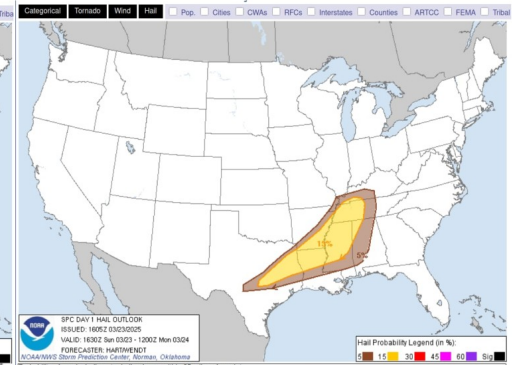 Categorical Tornado Wind Hail Pop. Cities CWAs RFCs Interstates Counties ARTCC FEMA Tribal
Triba
15%
5%
NOAA
SPC DAY 1 HAIL OUTLOOK
ISSUED: 1605Z 03/23/2025
VALID: 1630Z Sun 03/23 - 1200Z Mon 03/24
FORECASTER: HART/WENDT
NOAA/NWS Storm Prediction Center, Norman, Oklahoma
Hail Probability Legend (in %):
5 15 30 45 60 Sig